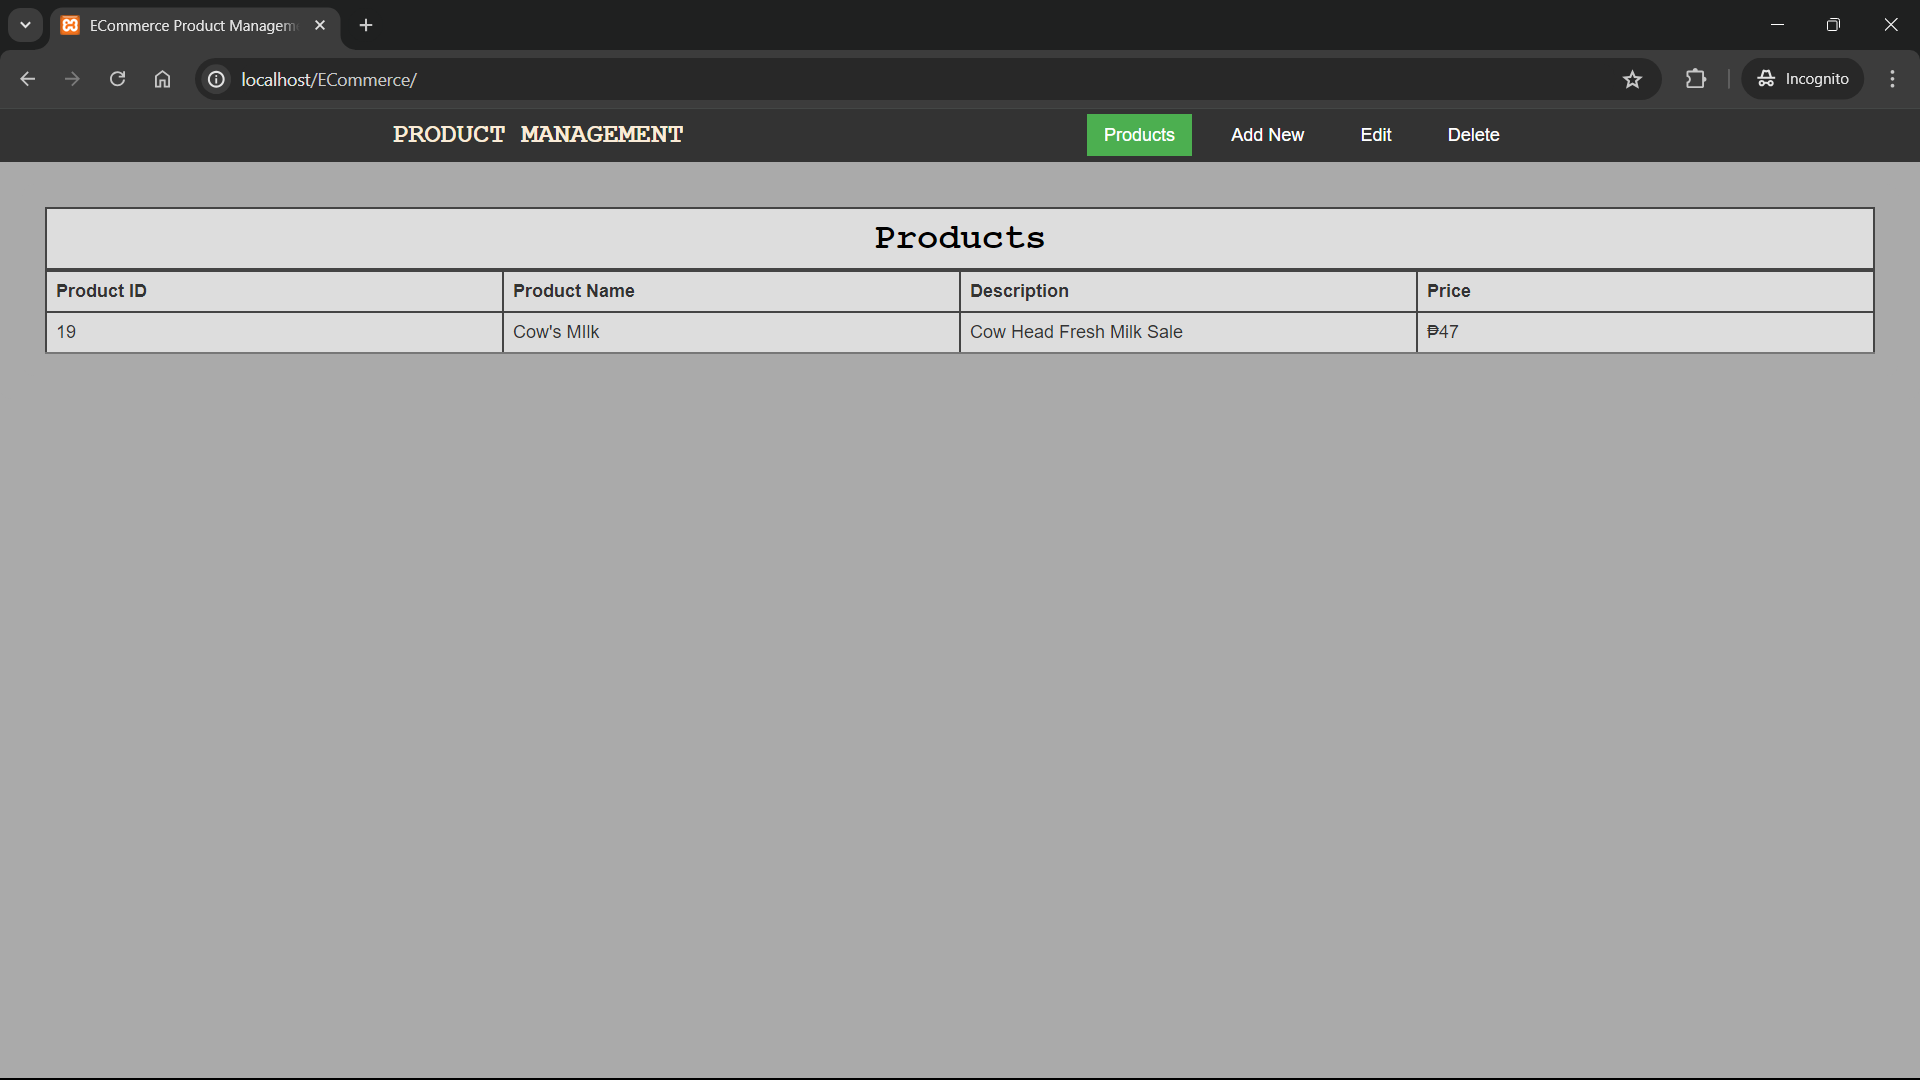 ECommerce Product Managem
localhost/ECommerce/
Incognito
PRODUCT MANAGEMENT
Products
Add New
Edit
Delete
Products
Product ID
Product Name
Description
Price
19
Cow's MIlk
Cow Head Fresh Milk Sale
₱47